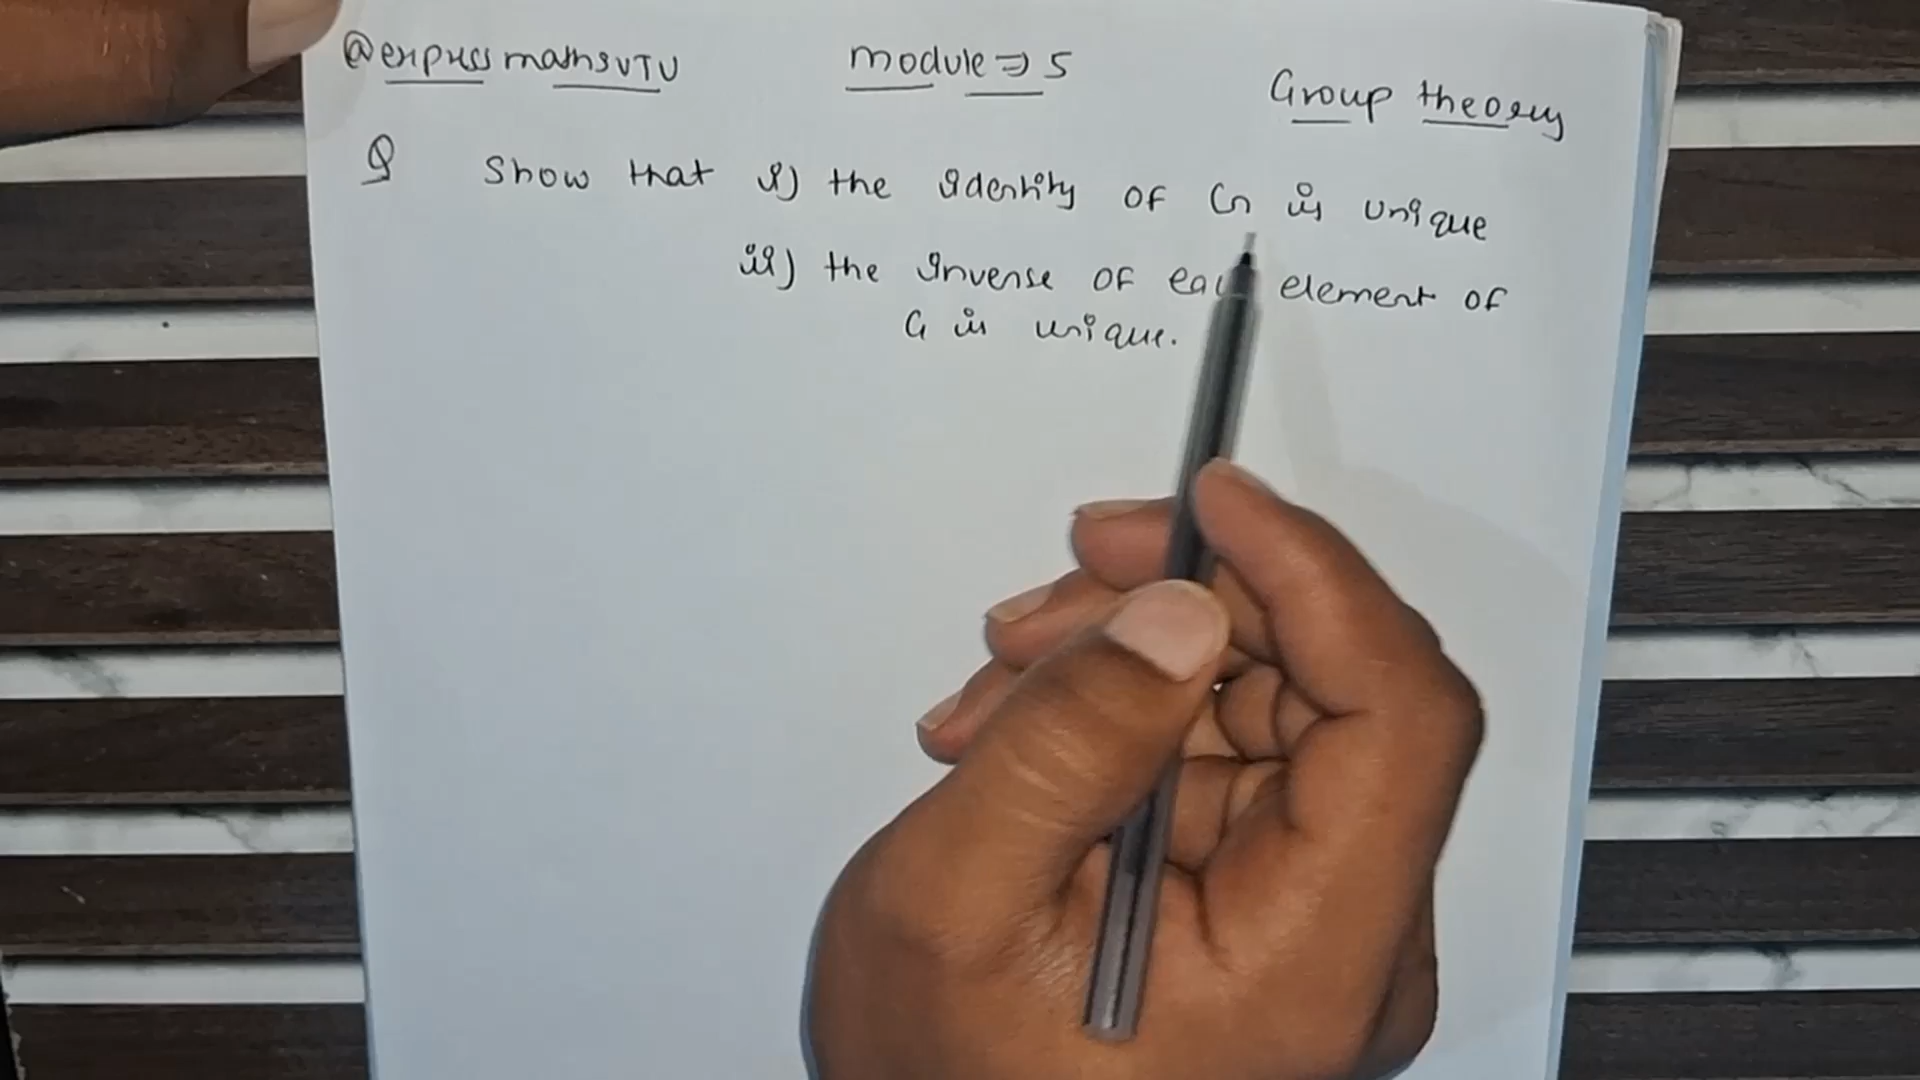 @expressmathsVTU
module => 5
Group theory
Q Show that i) the identity of G is unique
ii) the inverse of each element of
G is unique.